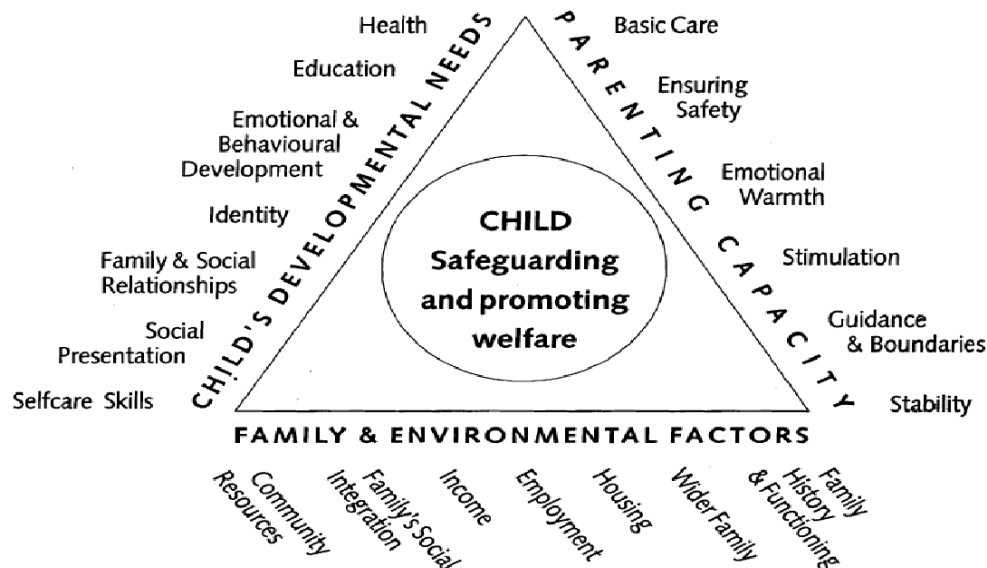 Health
Education
Emotional &
Behavioural
Development
Identity
Family & Social
Relationships
Social
Presentation
Selfcare Skills
CHILD'S DEVELOPMENTAL NEEDS
CHILD
Safeguarding
and promoting
welfare
PARENTING CAPACITY
Basic Care
Ensuring
Safety
Emotional
Warmth
Stimulation
Guidance
& Boundaries
Stability
FAMILY & ENVIRONMENTAL FACTORS
Community
Resources
Family's Social
Integration
Income
Employment
Housing
Wider Family
Family
History
& Functioning